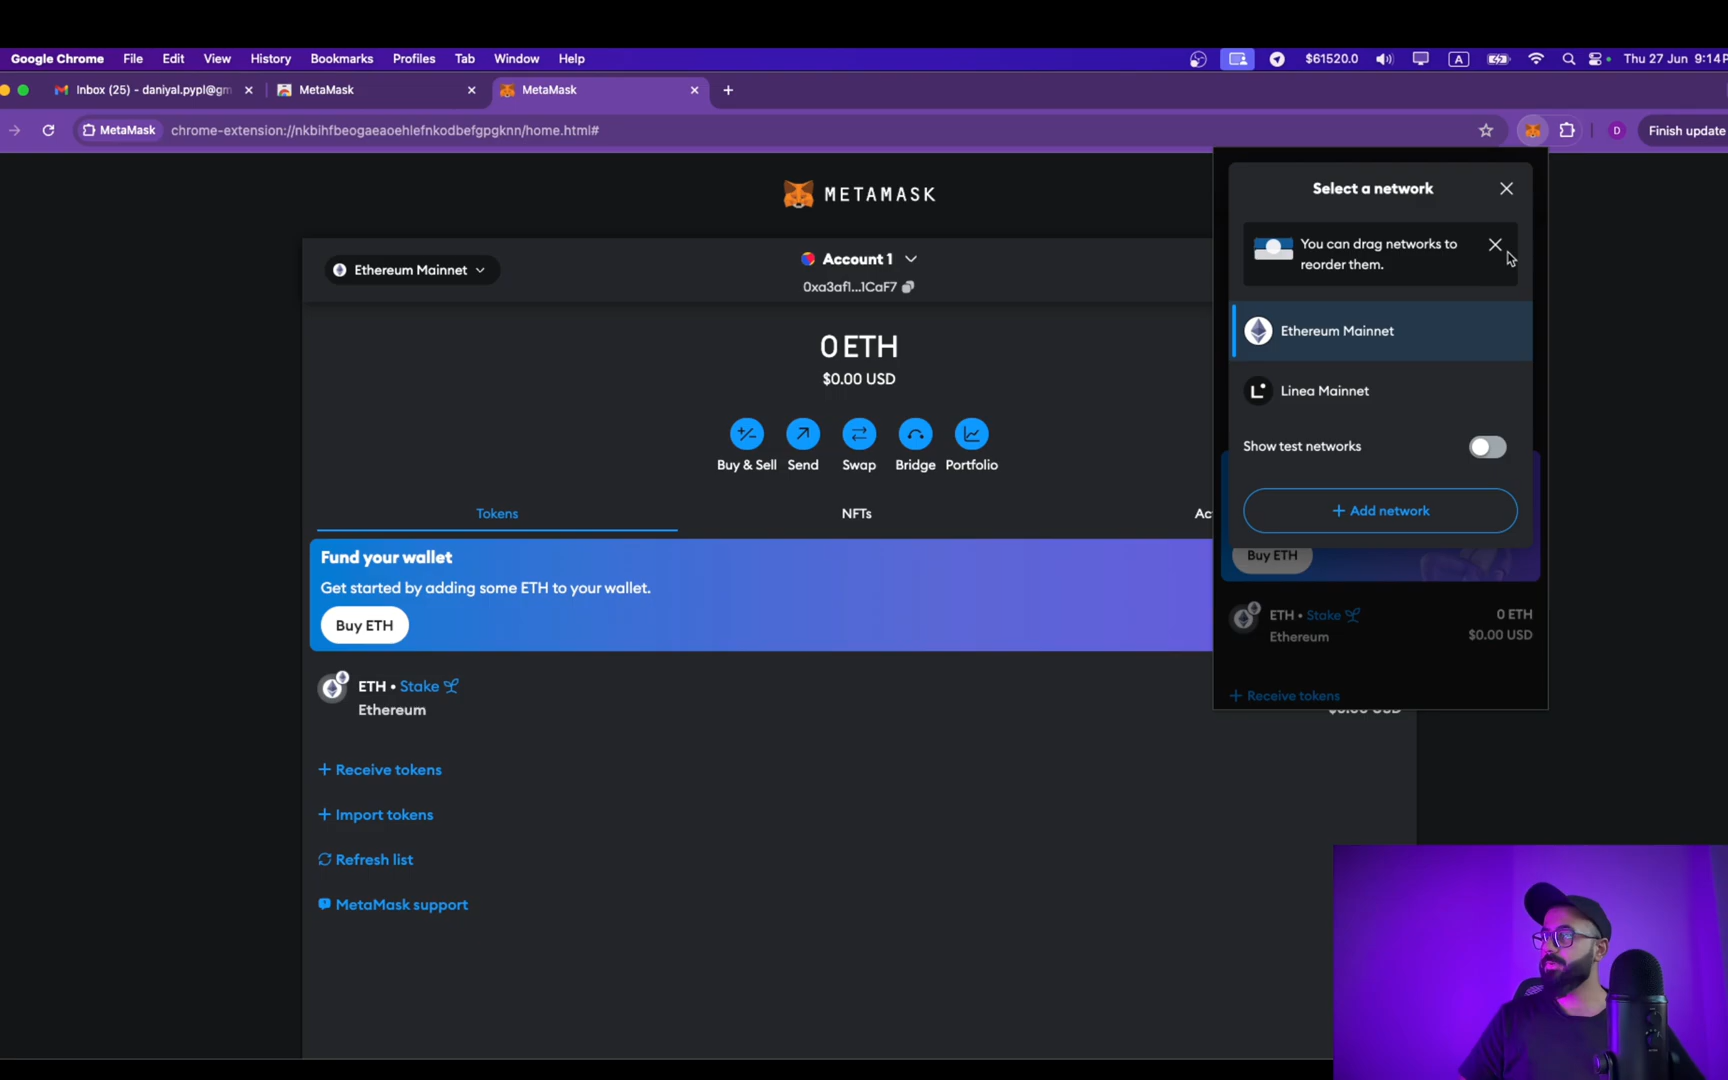 Google Chrome File Edit View History Bookmarks Profiles Tab Window Help $61520.0 A Thu 27 Jun 9:14P
Inbox (25) - daniyal.pypl@gm MetaMask MetaMask
MetaMask chrome-extension://nkbihfbeogaeaoehlefnkodbefgpgknn/home.html# D Finish update
METAMASK
Ethereum Mainnet
Account 1
0xa3af1...1CaF7
0 ETH
$0.00 USD
Buy & Sell Send Swap Bridge Portfolio
Tokens NFTs Ac
Fund your wallet
Get started by adding some ETH to your wallet.
Buy ETH
ETH • Stake
Ethereum
+ Receive tokens
+ Import tokens
Refresh list
MetaMask support
Select a network
You can drag networks to
reorder them.
Ethereum Mainnet
L Linea Mainnet
Show test networks
+ Add network
Buy ETH
ETH • Stake 0 ETH
Ethereum $0.00 USD
+ Receive tokens